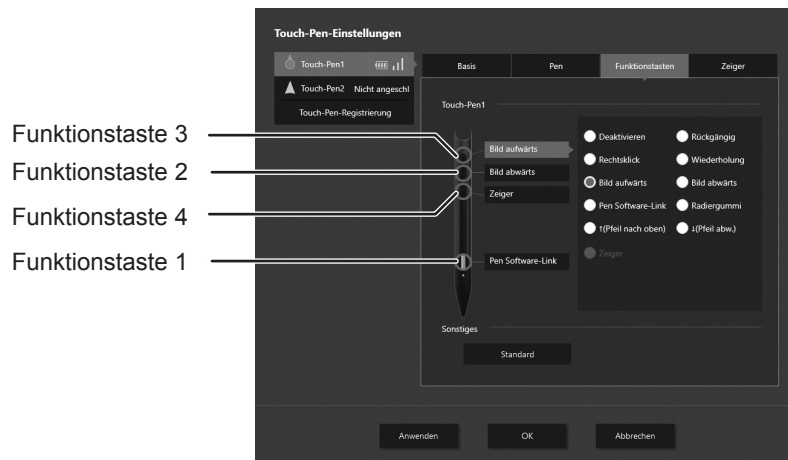 Touch-Pen-Einstellungen
Touch-Pen1
Touch-Pen2 Nicht angeschl
Touch-Pen-Registrierung
Basis Pen Funktionstasten Zeiger
Touch-Pen1
Funktionstaste 3
Funktionstaste 2
Funktionstaste 4
Funktionstaste 1
Bild aufwärts
Bild abwärts
Zeiger
Pen Software-Link
Deaktivieren Rückgängig
Rechtsklick Wiederholung
Bild aufwärts Bild abwärts
Pen Software-Link Radiergummi
↑(Pfeil nach oben) ↓(Pfeil abw.)
Zeiger
Sonstiges
Standard
Anwenden OK Abbrechen